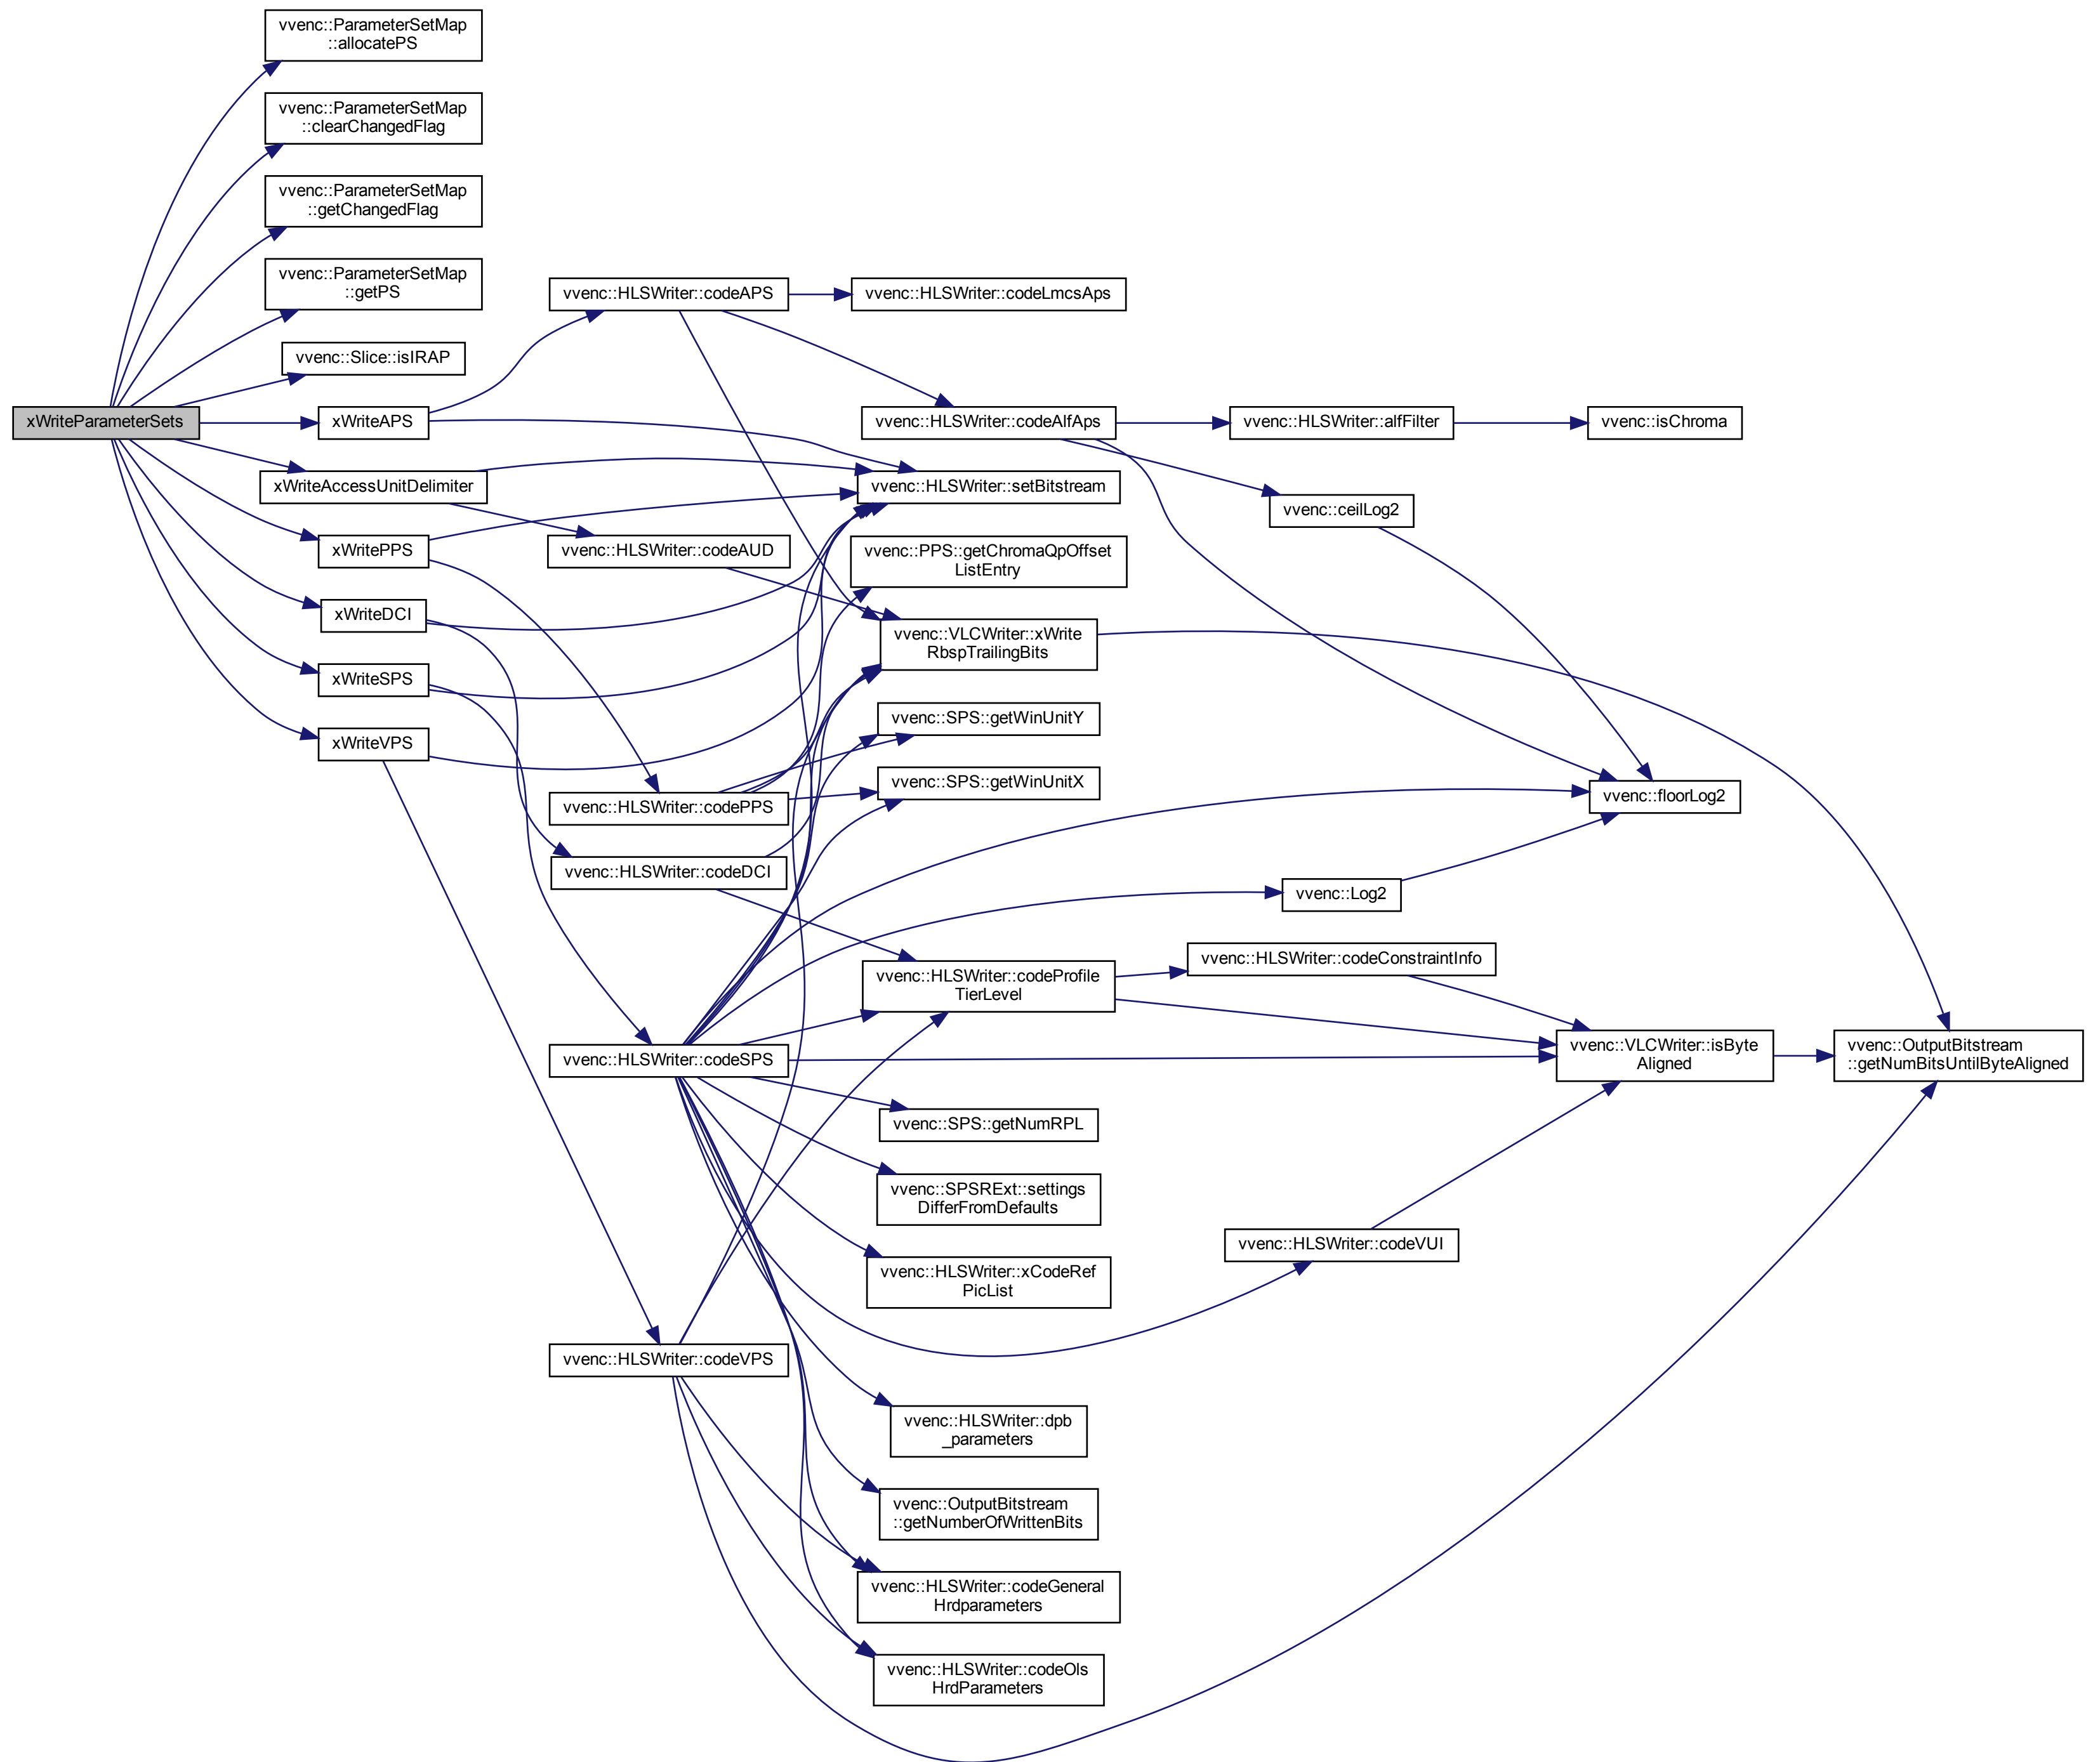 vvenc::ParameterSetMap
::allocatePS
vvenc::ParameterSetMap
::clearChangedFlag
vvenc::ParameterSetMap
::getChangedFlag
vvenc::ParameterSetMap
::getPS
vvenc::Slice::isIRAP
xWriteParameterSets
xWriteAPS
xWriteAccessUnitDelimiter
xWritePPS
xWriteDCI
xWriteSPS
xWriteVPS
vvenc::HLSWriter::codeAPS
vvenc::HLSWriter::codeAUD
vvenc::HLSWriter::codePPS
vvenc::HLSWriter::codeDCI
vvenc::HLSWriter::codeSPS
vvenc::HLSWriter::codeVPS
vvenc::HLSWriter::codeLmcsAps
vvenc::HLSWriter::codeAlfAps
vvenc::HLSWriter::setBitstream
vvenc::PPS::getChromaQpOffset
ListEntry
vvenc::VLCWriter::xWrite
RbspTrailingBits
vvenc::SPS::getWinUnitY
vvenc::SPS::getWinUnitX
vvenc::HLSWriter::codeProfile
TierLevel
vvenc::SPS::getNumRPL
vvenc::SPSRExt::settings
DifferFromDefaults
vvenc::HLSWriter::xCodeRef
PicList
vvenc::HLSWriter::dpb
_parameters
vvenc::OutputBitstream
::getNumberOfWrittenBits
vvenc::HLSWriter::codeGeneral
Hrdparameters
vvenc::HLSWriter::codeOls
HrdParameters
vvenc::HLSWriter::alfFilter
vvenc::ceilLog2
vvenc::Log2
vvenc::HLSWriter::codeConstraintInfo
vvenc::HLSWriter::codeVUI
vvenc::isChroma
vvenc::floorLog2
vvenc::VLCWriter::isByte
Aligned
vvenc::OutputBitstream
::getNumBitsUntilByteAligned